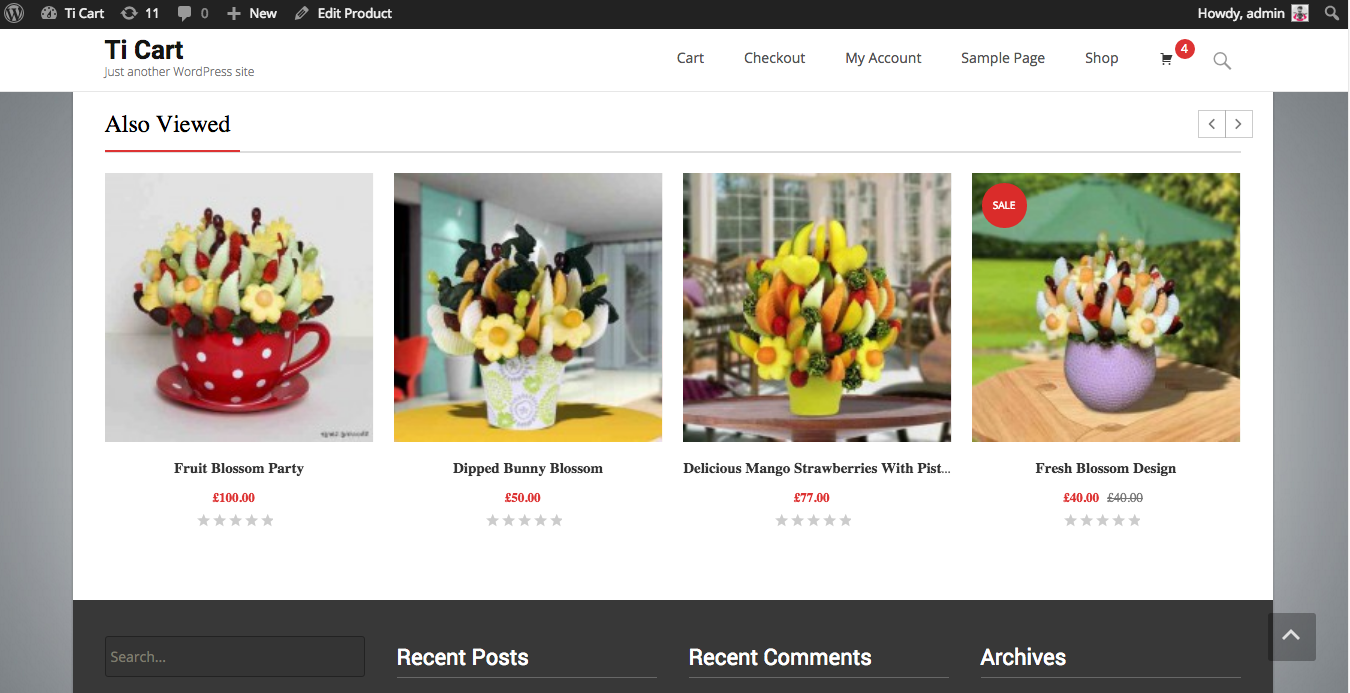 Ti Cart 11 0 New Edit Product Howdy, admin
Ti Cart
Just another WordPress site
Cart Checkout My Account Sample Page Shop 4
Also Viewed
SALE
Fruit Blossom Party
£100.00
Dipped Bunny Blossom
£50.00
Delicious Mango Strawberries With Pist...
£77.00
Fresh Blossom Design
£40.00 £40.00
Search...
Recent Posts
Recent Comments
Archives